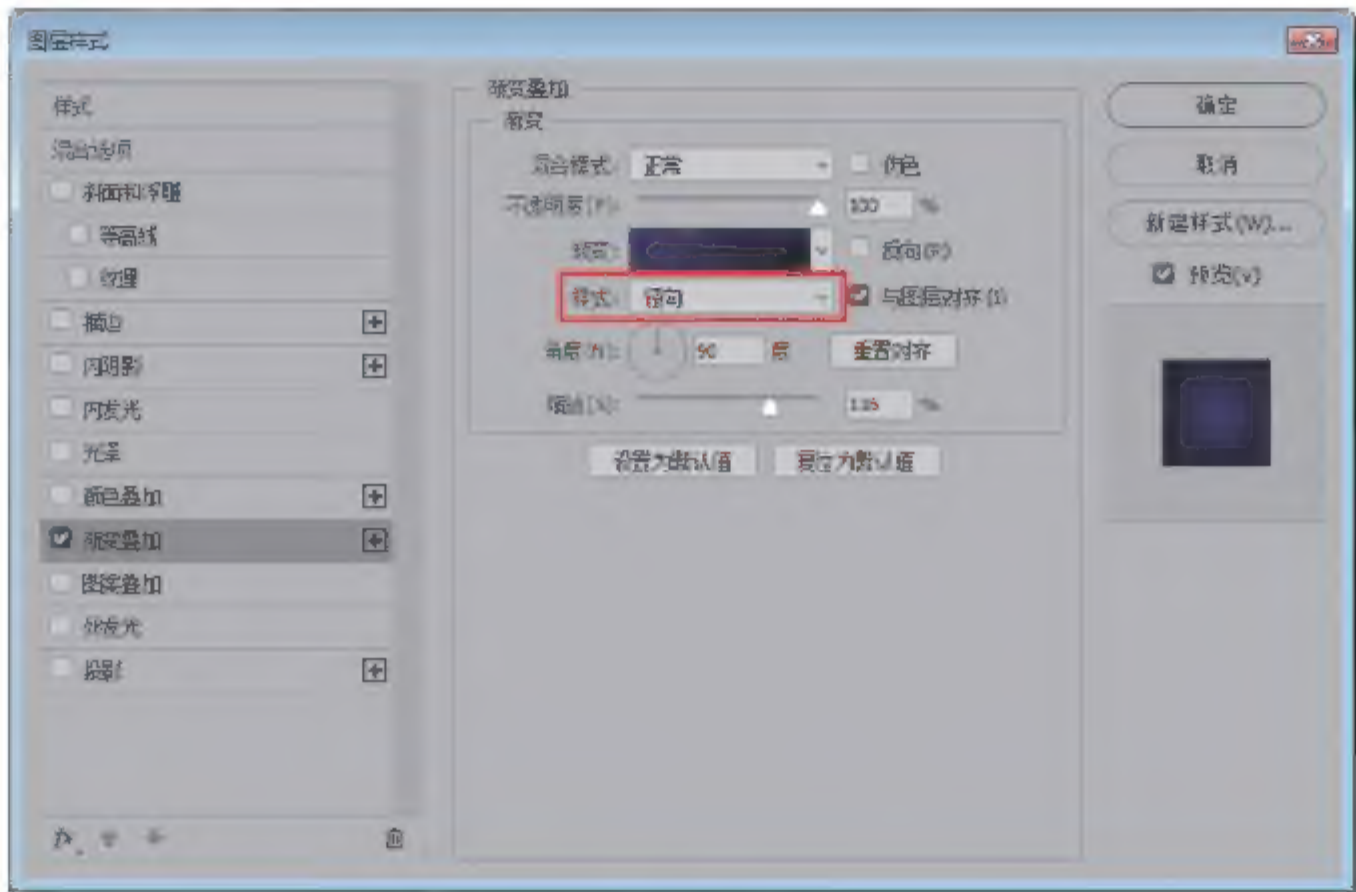 图层样式
样式
混合选项
斜面和浮雕
等高线
纹理
描边
内阴影
内发光
光泽
颜色叠加
渐变叠加
图案叠加
外发光
投影
fx
渐变叠加
渐变
混合模式: 正常 仿色
不透明度(P): 100 %
渐变: 反向(R)
样式: 径向 与图层对齐(I)
角度(N): 90 度 重置对齐
缩放(S): %
设置为默认值 复位为默认值
确定
取消
新建样式(W)...
预览(V)